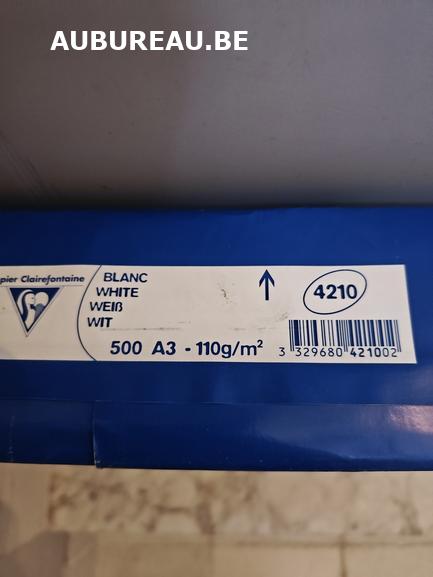 AUBUREAU.BE
pier Clairefontaine
BLANC
WHITE
WEIß
WIT
4210
500 A3 - 110g/m²
3 329680 421002